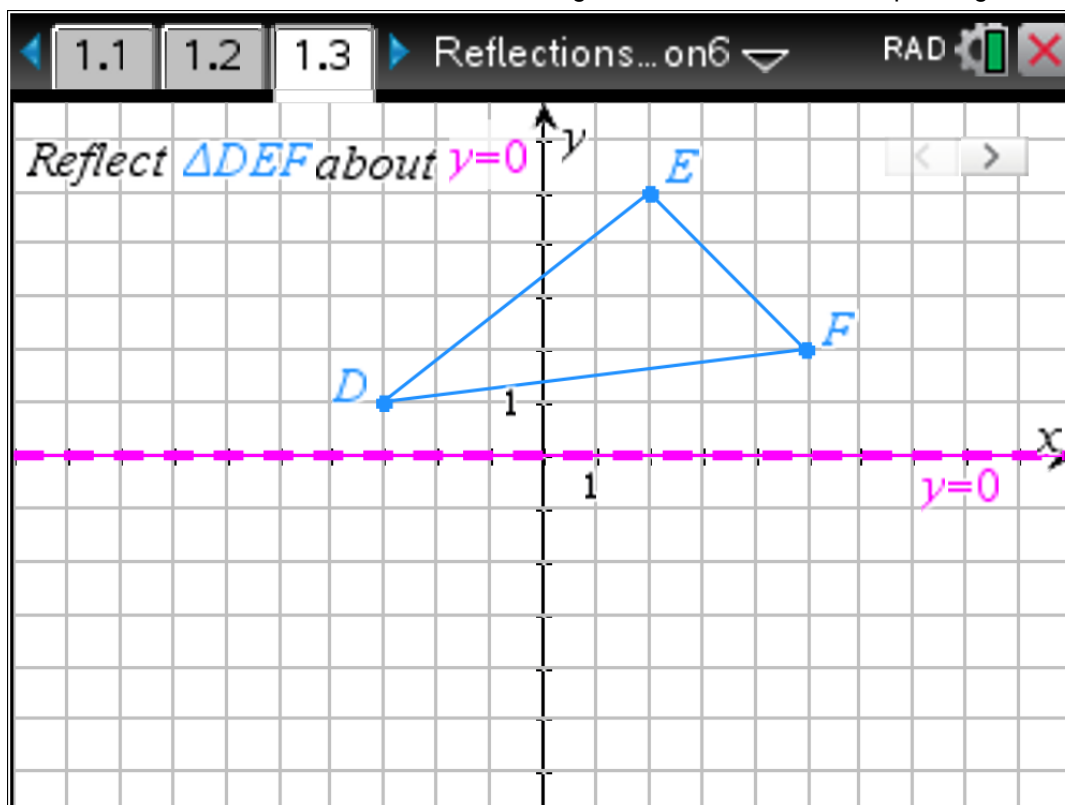 1.1 1.2 1.3 Reflections...on6 RAD
Reflect ΔDEF about y=0
y
< >
E
F
D
1
x
1
y=0